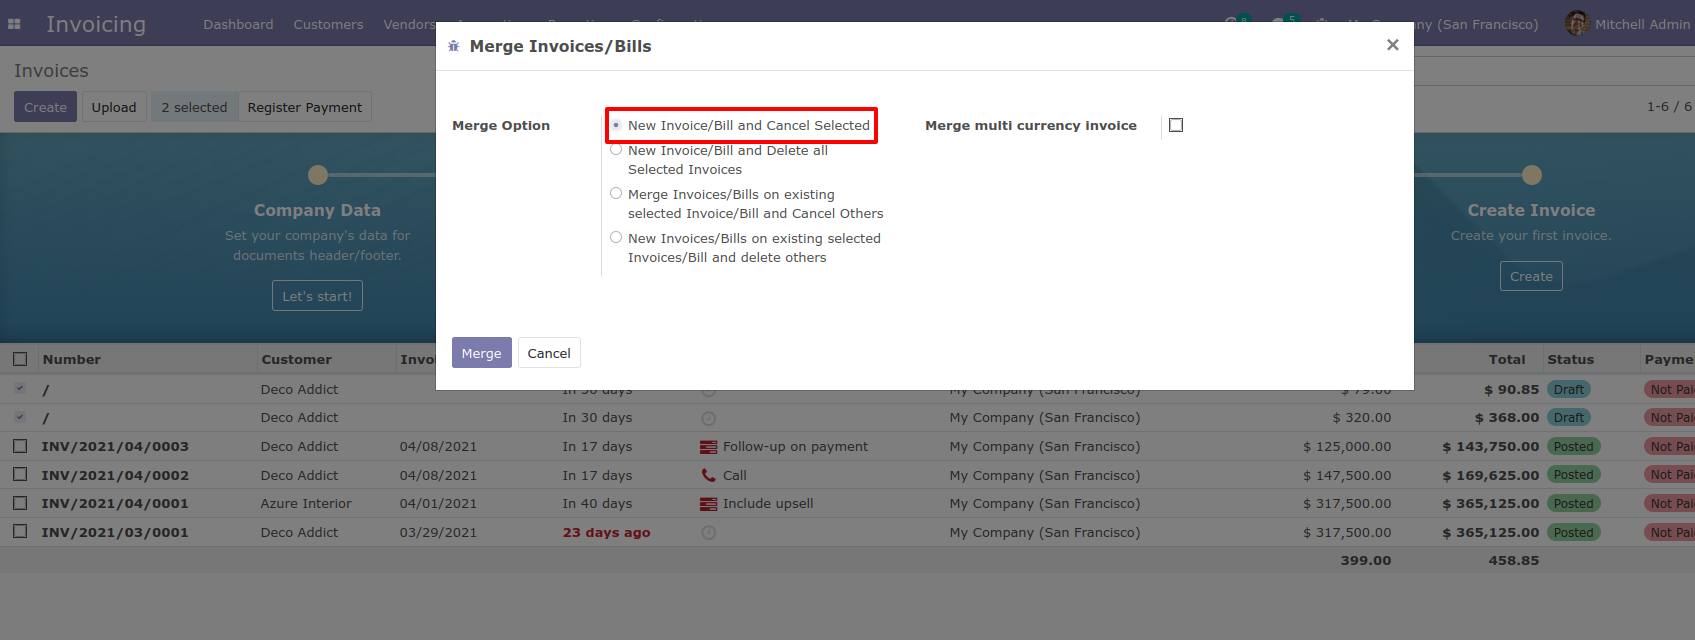 Invoicing Dashboard Customers Vendors (San Francisco) Mitchell Admin
Merge Invoices/Bills ×
Invoices
Create Upload 2 selected Register Payment 1-6 / 6
Merge Option
New Invoice/Bill and Cancel Selected
New Invoice/Bill and Delete all
Selected Invoices
Merge Invoices/Bills on existing
selected Invoice/Bill and Cancel Others
New Invoices/Bills on existing selected
Invoices/Bill and delete others
Merge multi currency invoice
Merge Cancel
Company Data
Set your company's data for
documents header/footer.
Let's start!
Create Invoice
Create your first invoice.
Create
Number Customer Total Status
/ Deco Addict In 30 days My Company (San Francisco) $ 79.00 $ 90.85 Draft Not
/ Deco Addict In 30 days My Company (San Francisco) $ 320.00 $ 368.00 Draft Not
INV/2021/04/0003 Deco Addict 04/08/2021 In 17 days Follow-up on payment My Company (San Francisco) $ 125,000.00 $ 143,750.00 Posted Not
INV/2021/04/0002 Deco Addict 04/08/2021 In 17 days Call My Company (San Francisco) $ 147,500.00 $ 169,625.00 Posted Not
INV/2021/04/0001 Azure Interior 04/01/2021 In 40 days Include upsell My Company (San Francisco) $ 317,500.00 $ 365,125.00 Posted Not
INV/2021/03/0001 Deco Addict 03/29/2021 23 days ago My Company (San Francisco) $ 317,500.00 $ 365,125.00 Posted Not
399.00 458.85